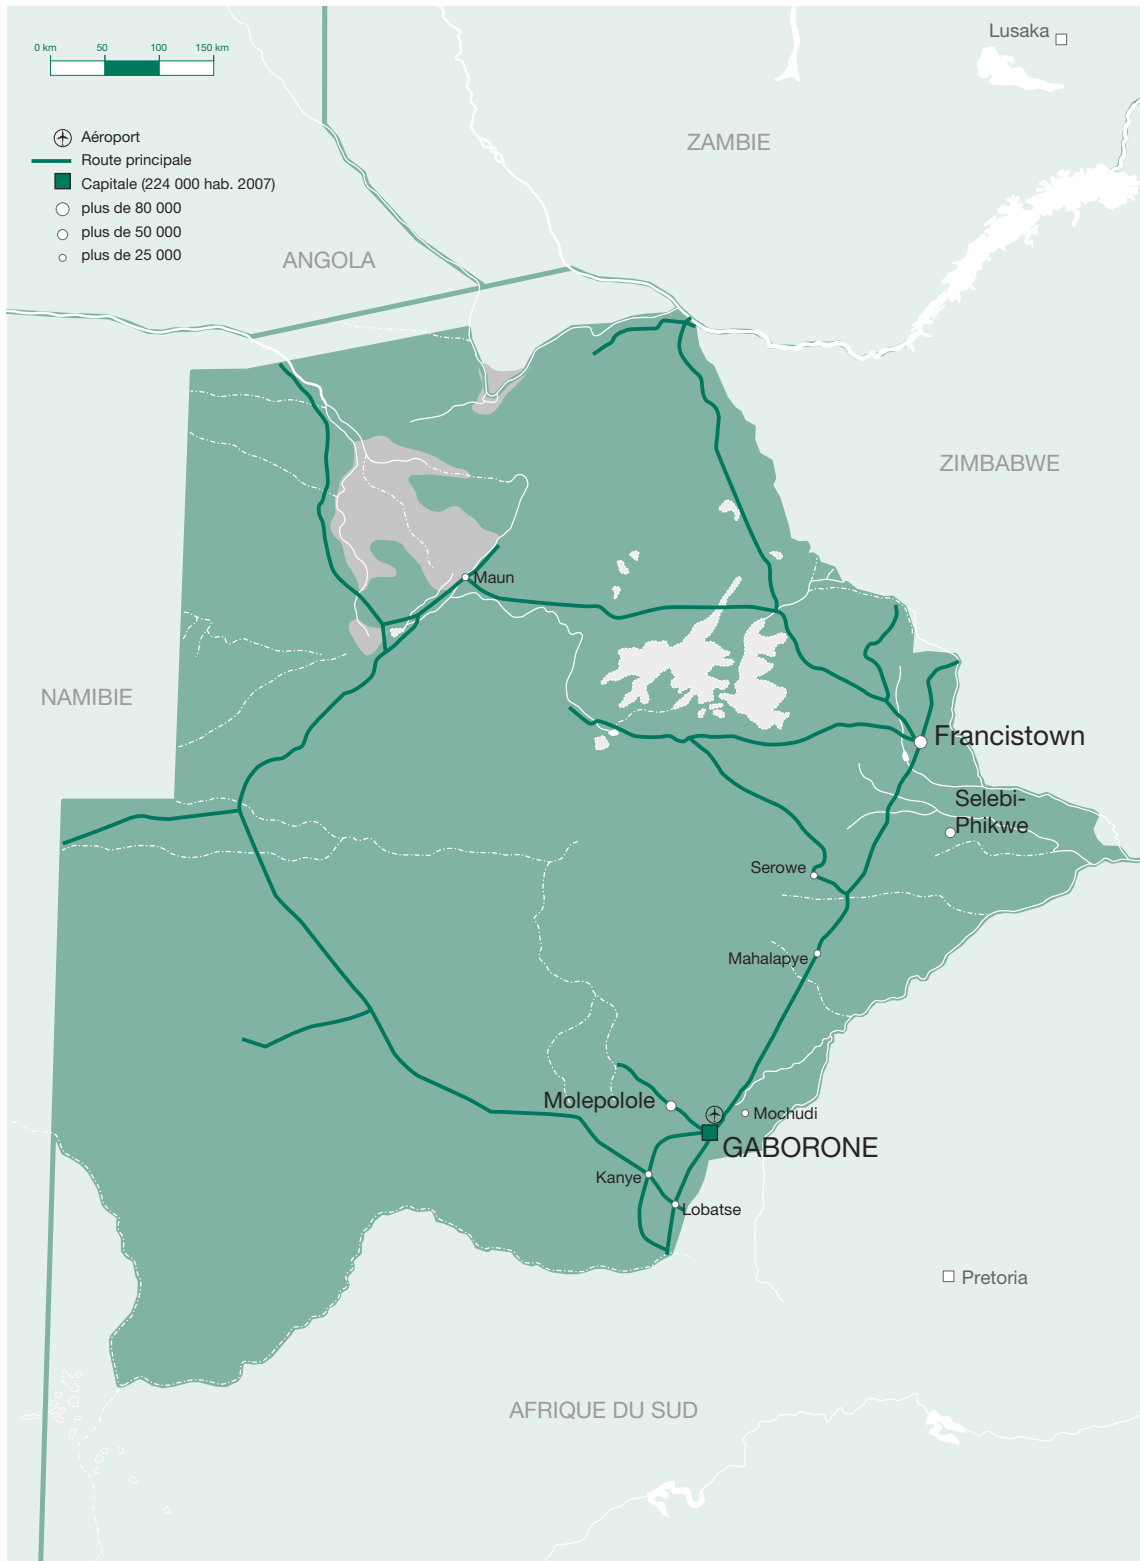 Lusaka
0 km 50 100 150 km
Aéroport
Route principale
Capitale (224 000 hab. 2007)
plus de 80 000
plus de 50 000
plus de 25 000
ZAMBIE
ANGOLA
ZIMBABWE
Maun
NAMIBIE
Francistown
Selebi-
Phikwe
Serowe
Mahalapye
Molepolole
Mochudi
GABORONE
Kanye
Lobatse
Pretoria
AFRIQUE DU SUD